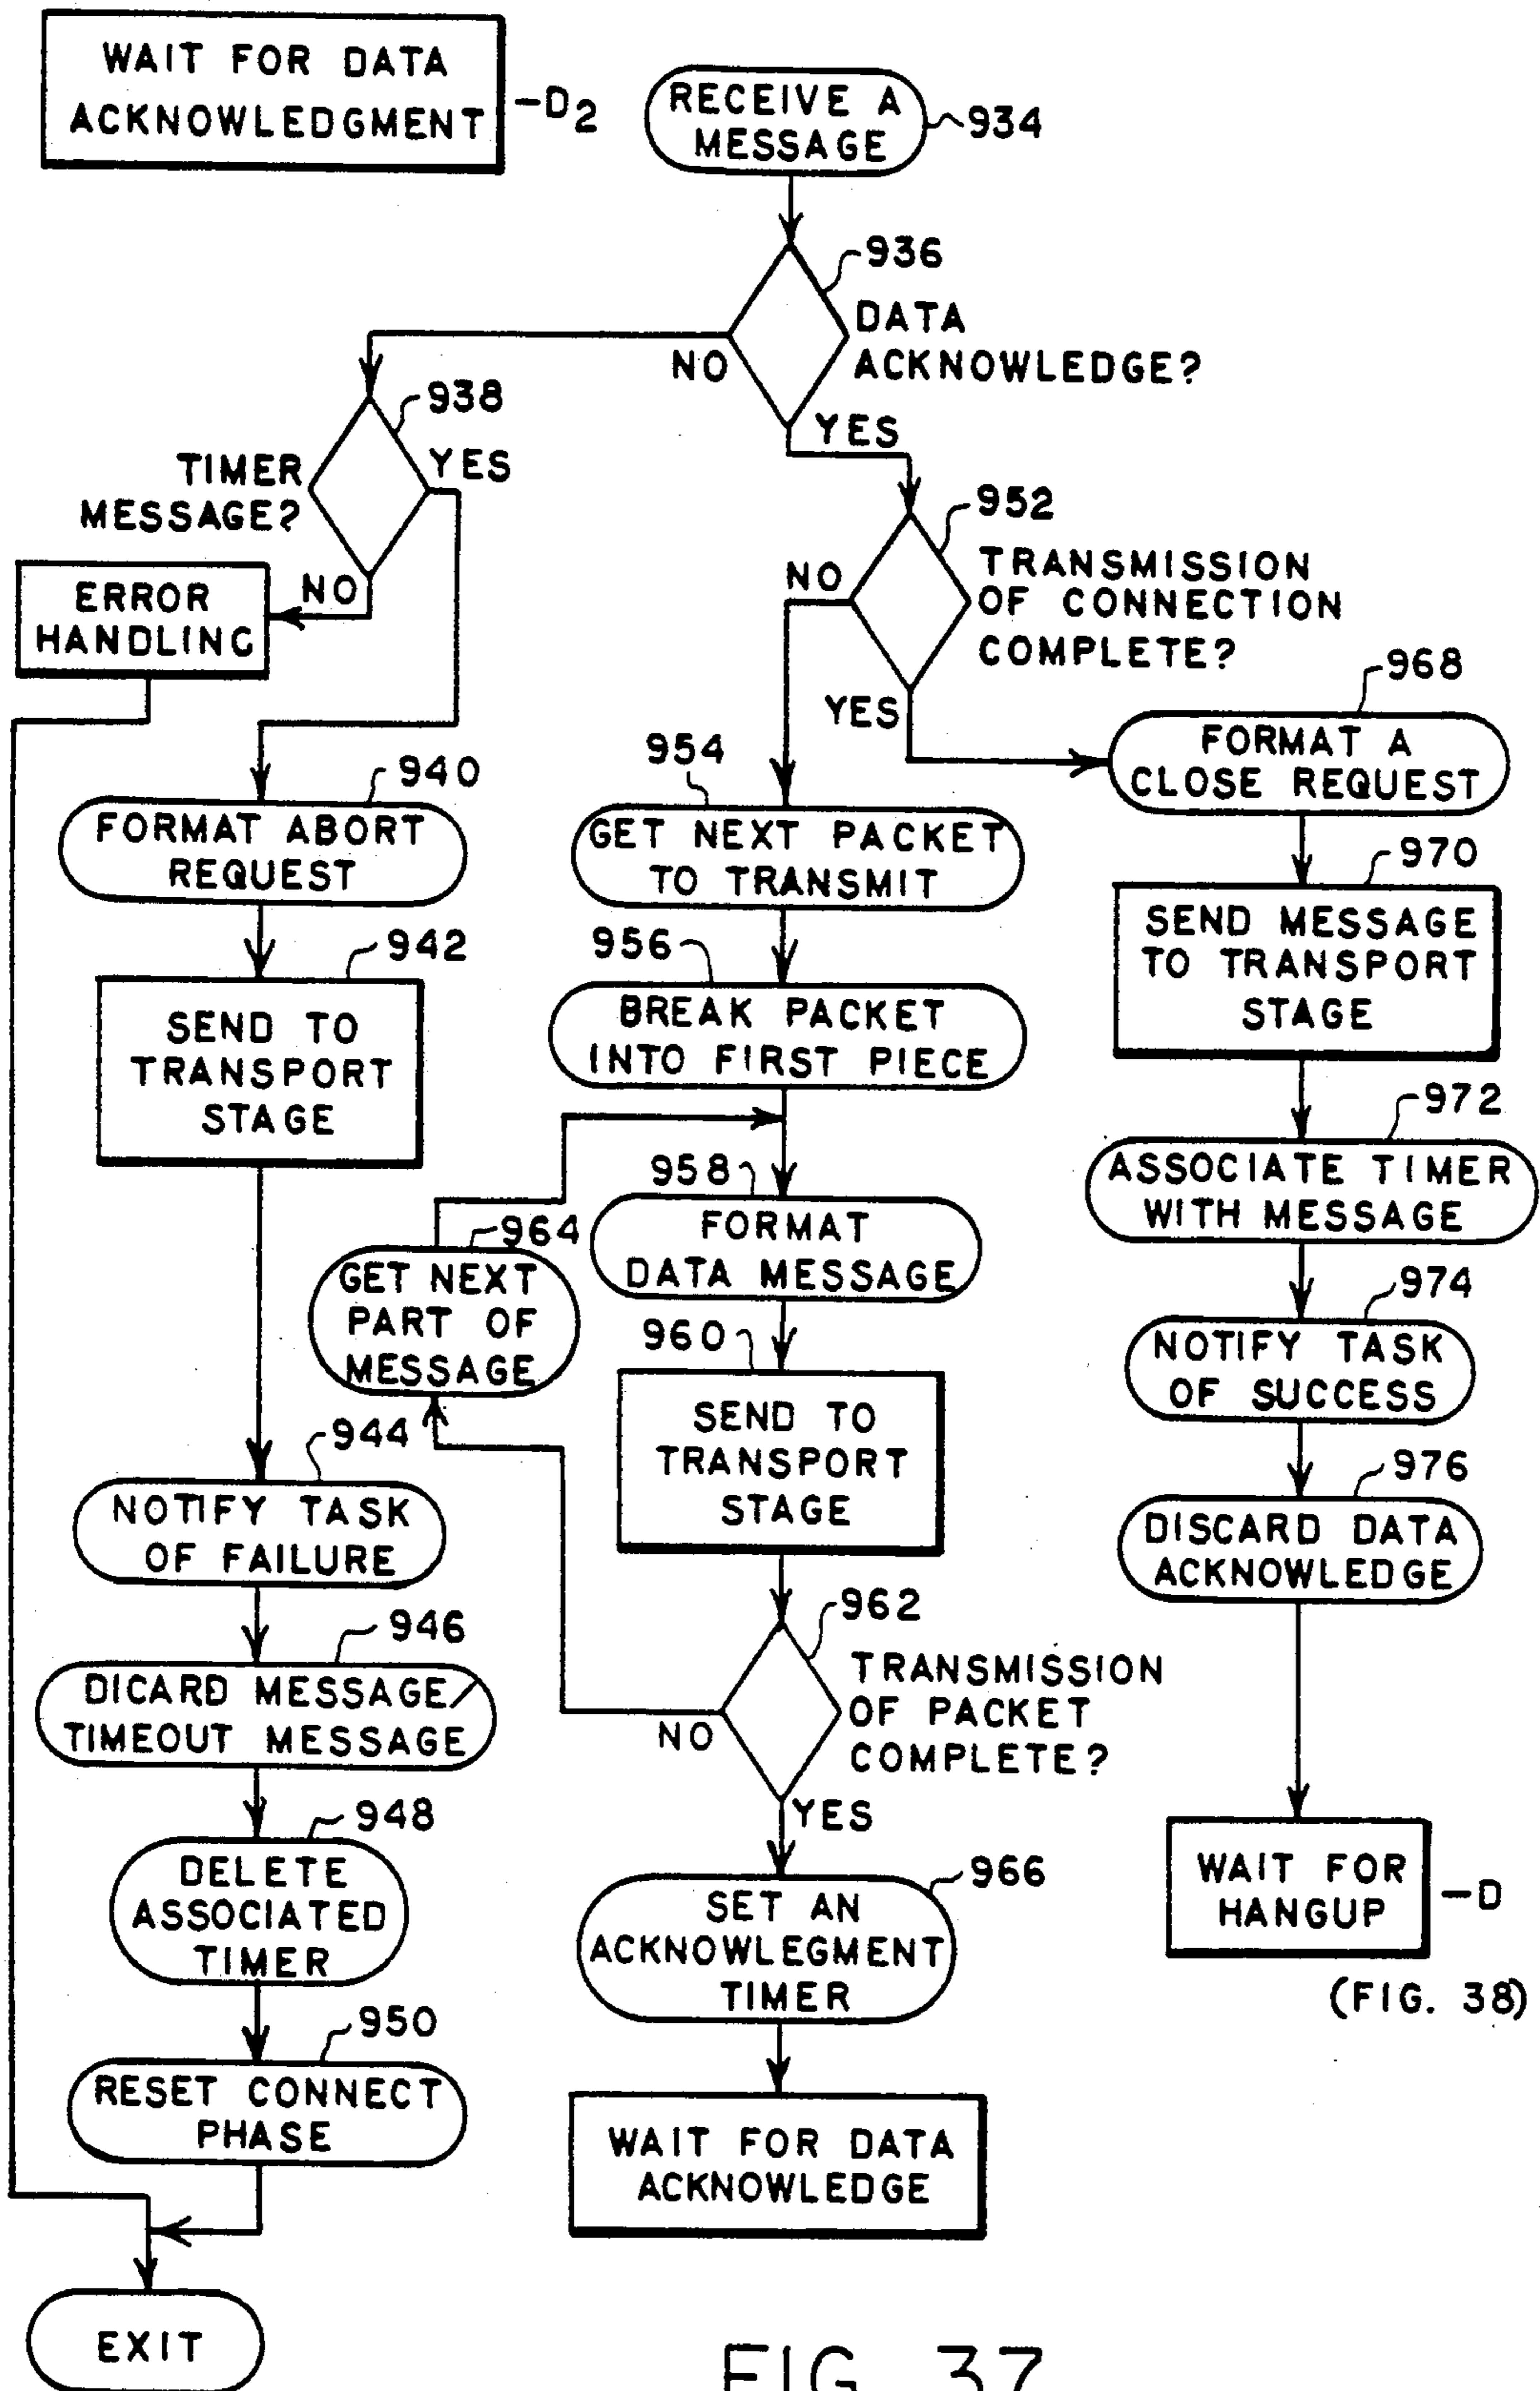 WAIT FOR DATA
ACKNOWLEDGMENT
-D2
RECEIVE A
MESSAGE
934
936
DATA
ACKNOWLEDGE?
NO
YES
938
TIMER
MESSAGE?
YES
NO
ERROR
HANDLING
952
TRANSMISSION
OF CONNECTION
COMPLETE?
NO
YES
940
FORMAT ABORT
REQUEST
942
SEND TO
TRANSPORT
STAGE
944
NOTIFY TASK
OF FAILURE
946
DICARD MESSAGE/
TIMEOUT MESSAGE
948
DELETE
ASSOCIATED
TIMER
950
RESET CONNECT
PHASE
EXIT
954
GET NEXT PACKET
TO TRANSMIT
956
BREAK PACKET
INTO FIRST PIECE
958
FORMAT
DATA MESSAGE
964
GET NEXT
PART OF
MESSAGE
960
SEND TO
TRANSPORT
STAGE
962
TRANSMISSION
OF PACKET
COMPLETE?
NO
YES
966
SET AN
ACKNOWLEGMENT
TIMER
WAIT FOR DATA
ACKNOWLEDGE
968
FORMAT A
CLOSE REQUEST
970
SEND MESSAGE
TO TRANSPORT
STAGE
972
ASSOCIATE TIMER
WITH MESSAGE
974
NOTIFY TASK
OF SUCCESS
976
DISCARD DATA
ACKNOWLEDGE
WAIT FOR
HANGUP
-D
(FIG. 38)
FIG. 37